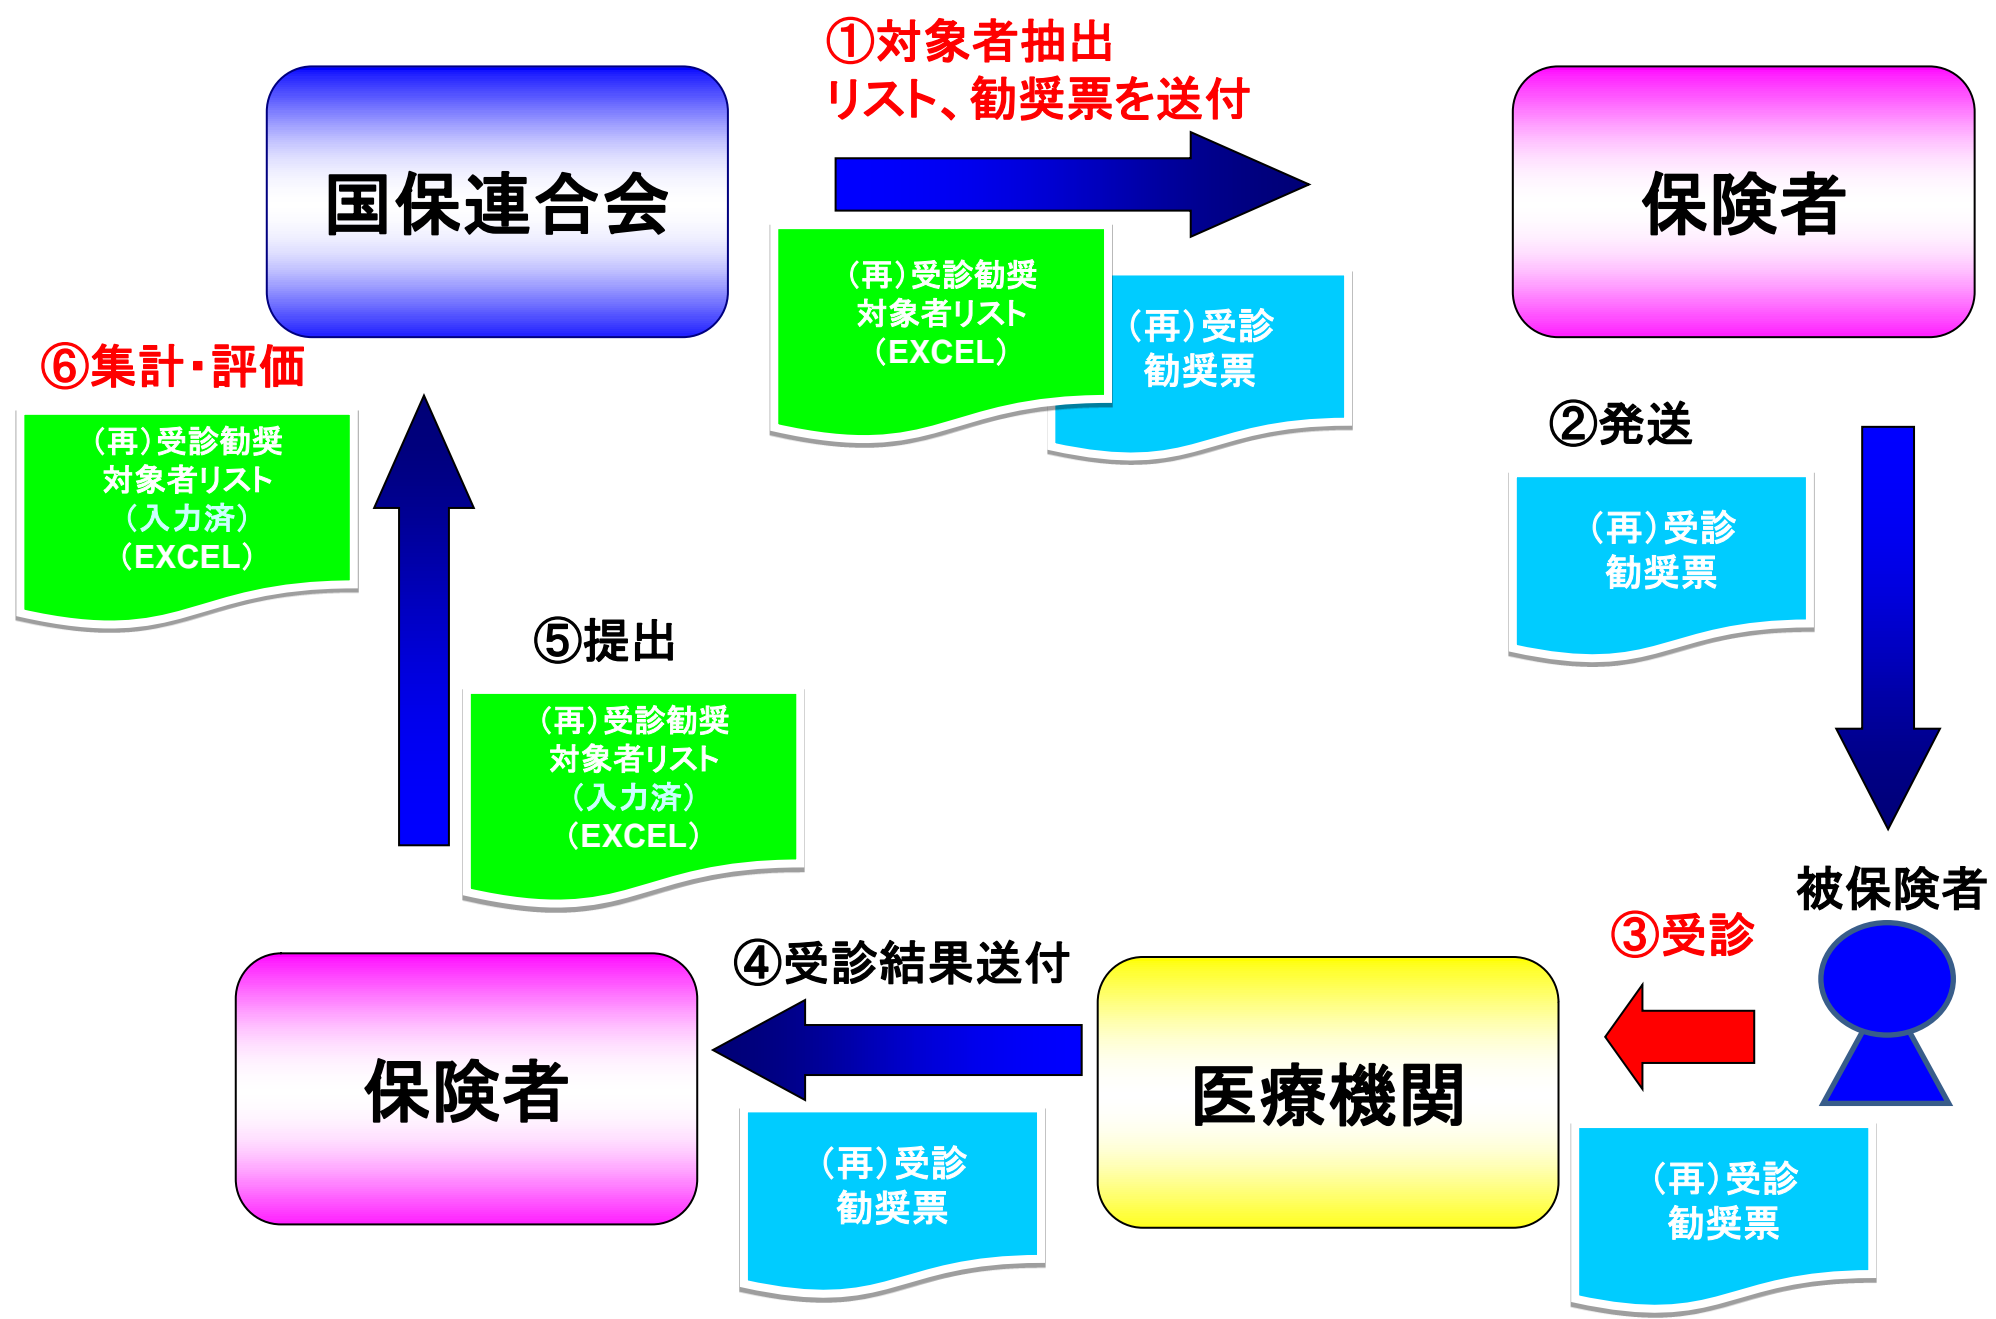 ①対象者抽出
リスト、勧奨票を送付
国保連合会
保険者
（再）受診勧奨
対象者リスト
（EXCEL）
（再）受診
勧奨票
⑥集計・評価
（再）受診勧奨
対象者リスト
（入力済）
（EXCEL）
②発送
（再）受診
勧奨票
⑤提出
（再）受診勧奨
対象者リスト
（入力済）
（EXCEL）
被保険者
③受診
④受診結果送付
保険者
医療機関
（再）受診
勧奨票
（再）受診
勧奨票